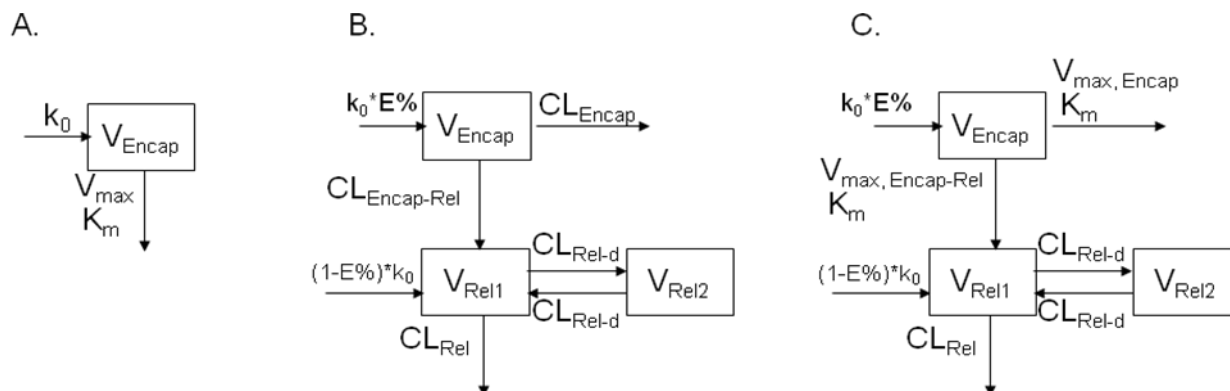 A.
k0
VEncap
Vmax
Km
B.
k0*E%
VEncap
CLEncap
CLEncap-Rel
(1-E%)*k0
VRel1
CLRel-d
CLRel-d
VRel2
CLRel
C.
k0*E%
VEncap
Vmax, Encap
Km
Vmax, Encap-Rel
Km
(1-E%)*k0
VRel1
CLRel-d
CLRel-d
VRel2
CLRel